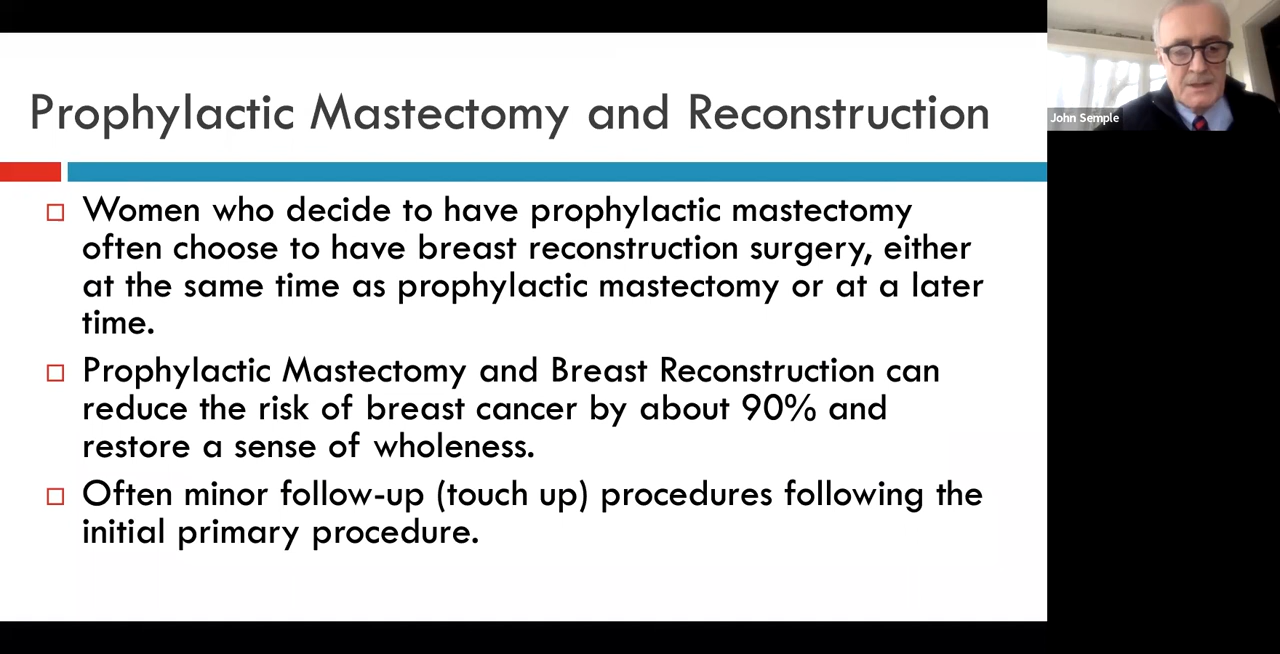 Prophylactic Mastectomy and Reconstruction
Women who decide to have prophylactic mastectomy
often choose to have breast reconstruction surgery, either
at the same time as prophylactic mastectomy or at a later
time.
Prophylactic Mastectomy and Breast Reconstruction can
reduce the risk of breast cancer by about 90% and
restore a sense of wholeness.
Often minor follow-up (touch up) procedures following the
initial primary procedure.
John Semple